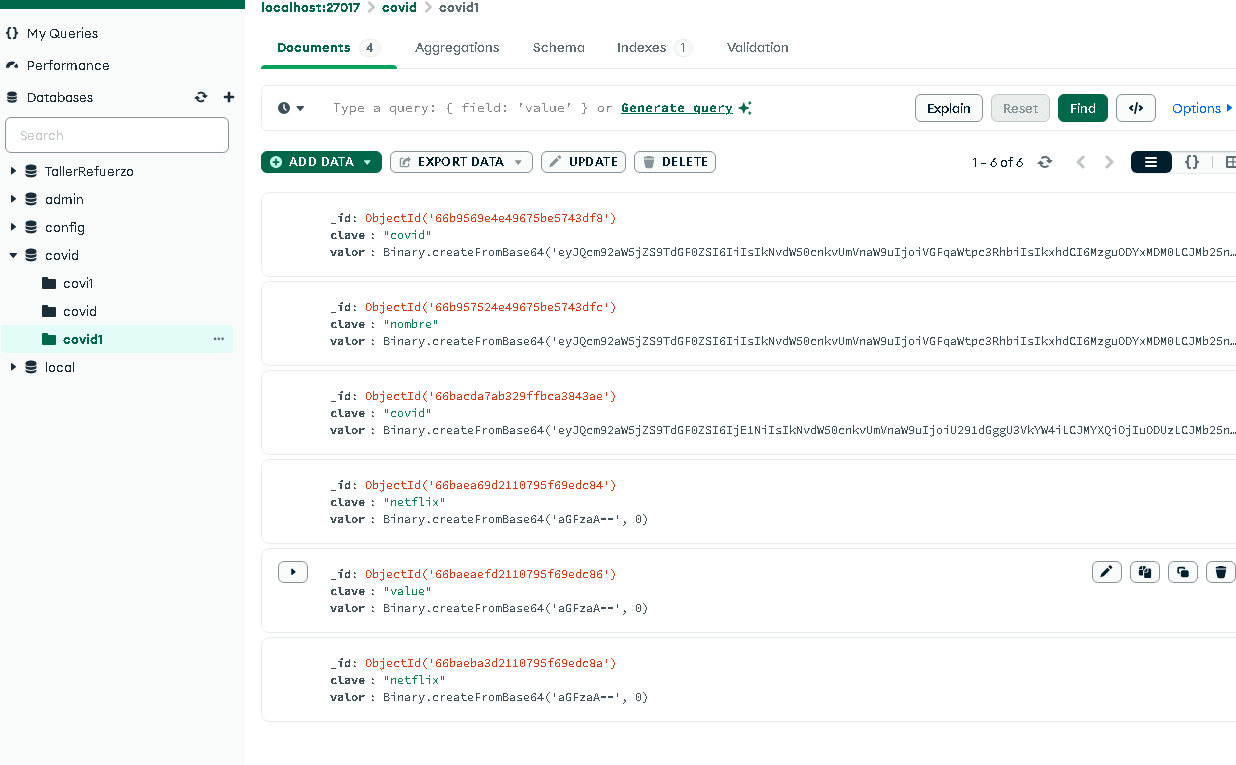 localhost:27017 > covid > covid1
My Queries
Performance
Databases
Search
TallerRefuerzo
admin
config
covid
covi1
covid
covid1
local
Documents 4 Aggregations Schema Indexes 1 Validation
Type a query: { field: 'value' } or Generate query
Explain Reset Find </> Options
ADD DATA EXPORT DATA UPDATE DELETE
1 – 6 of 6
_id: ObjectId('66b9569e4e49675be5743df8')
clave : "covid"
valor : Binary.createFromBase64('eyJQcm92aW5jZS9TdGF0ZSI6IiIsIkNvdW50cnkvUmVnaW9uIjoiVGFqaWtpc3RhbiIsIkxhdCI6MzguODYxMDM0LCJMb25n…
_id: ObjectId('66b957524e49675be5743dfc')
clave : "nombre"
valor : Binary.createFromBase64('eyJQcm92aW5jZS9TdGF0ZSI6IiIsIkNvdW50cnkvUmVnaW9uIjoiVGFqaWtpc3RhbiIsIkxhdCI6MzguODYxMDM0LCJMb25n…
_id: ObjectId('66bacda7ab329ffbca3843ae')
clave : "covid"
valor : Binary.createFromBase64('eyJQcm92aW5jZS9TdGF0ZSI6IjE1NiIsIkNvdW50cnkvUmVnaW9uIjoiU291dGggU3VkYW4iLCJMYXQiOjIuODUzLCJMb25n…
_id: ObjectId('66baea69d2110795f69edc84')
clave : "netflix"
valor : Binary.createFromBase64('aGFzaA==', 0)
_id: ObjectId('66baeaefd2110795f69edc86')
clave : "value"
valor : Binary.createFromBase64('aGFzaA==', 0)
_id: ObjectId('66baeba3d2110795f69edc8a')
clave : "netflix"
valor : Binary.createFromBase64('aGFzaA==', 0)